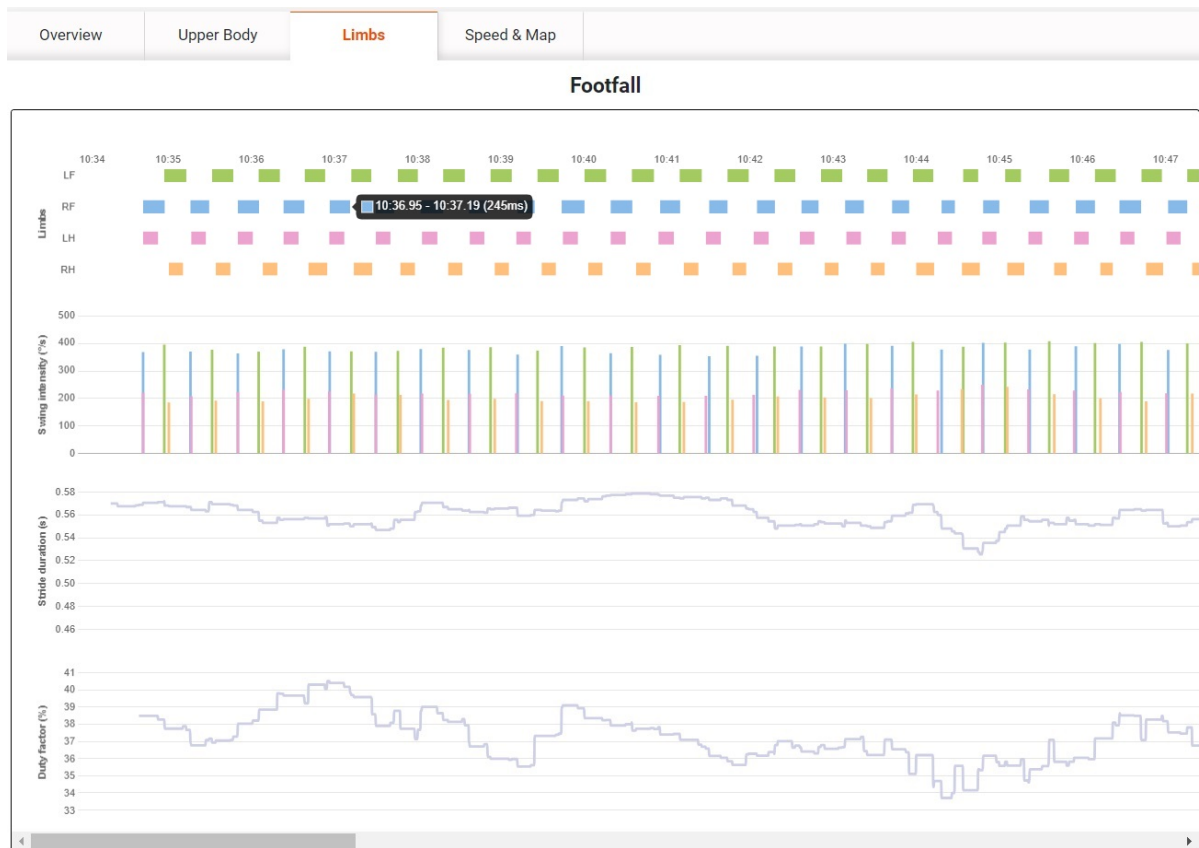 Overview Upper Body Limbs Speed & Map
Footfall
10:34 10:35 10:36 10:37 10:38 10:39 10:40 10:41 10:42 10:43 10:44 10:45 10:46 10:47
Limbs
LF
RF
10:36.95 - 10:37.19 (245ms)
LH
RH
Swing intensity (°/s)
500
400
300
200
100
0
Stride duration (s)
0.58
0.56
0.54
0.52
0.50
0.48
0.46
Duty factor (%)
41
40
39
38
37
36
35
34
33